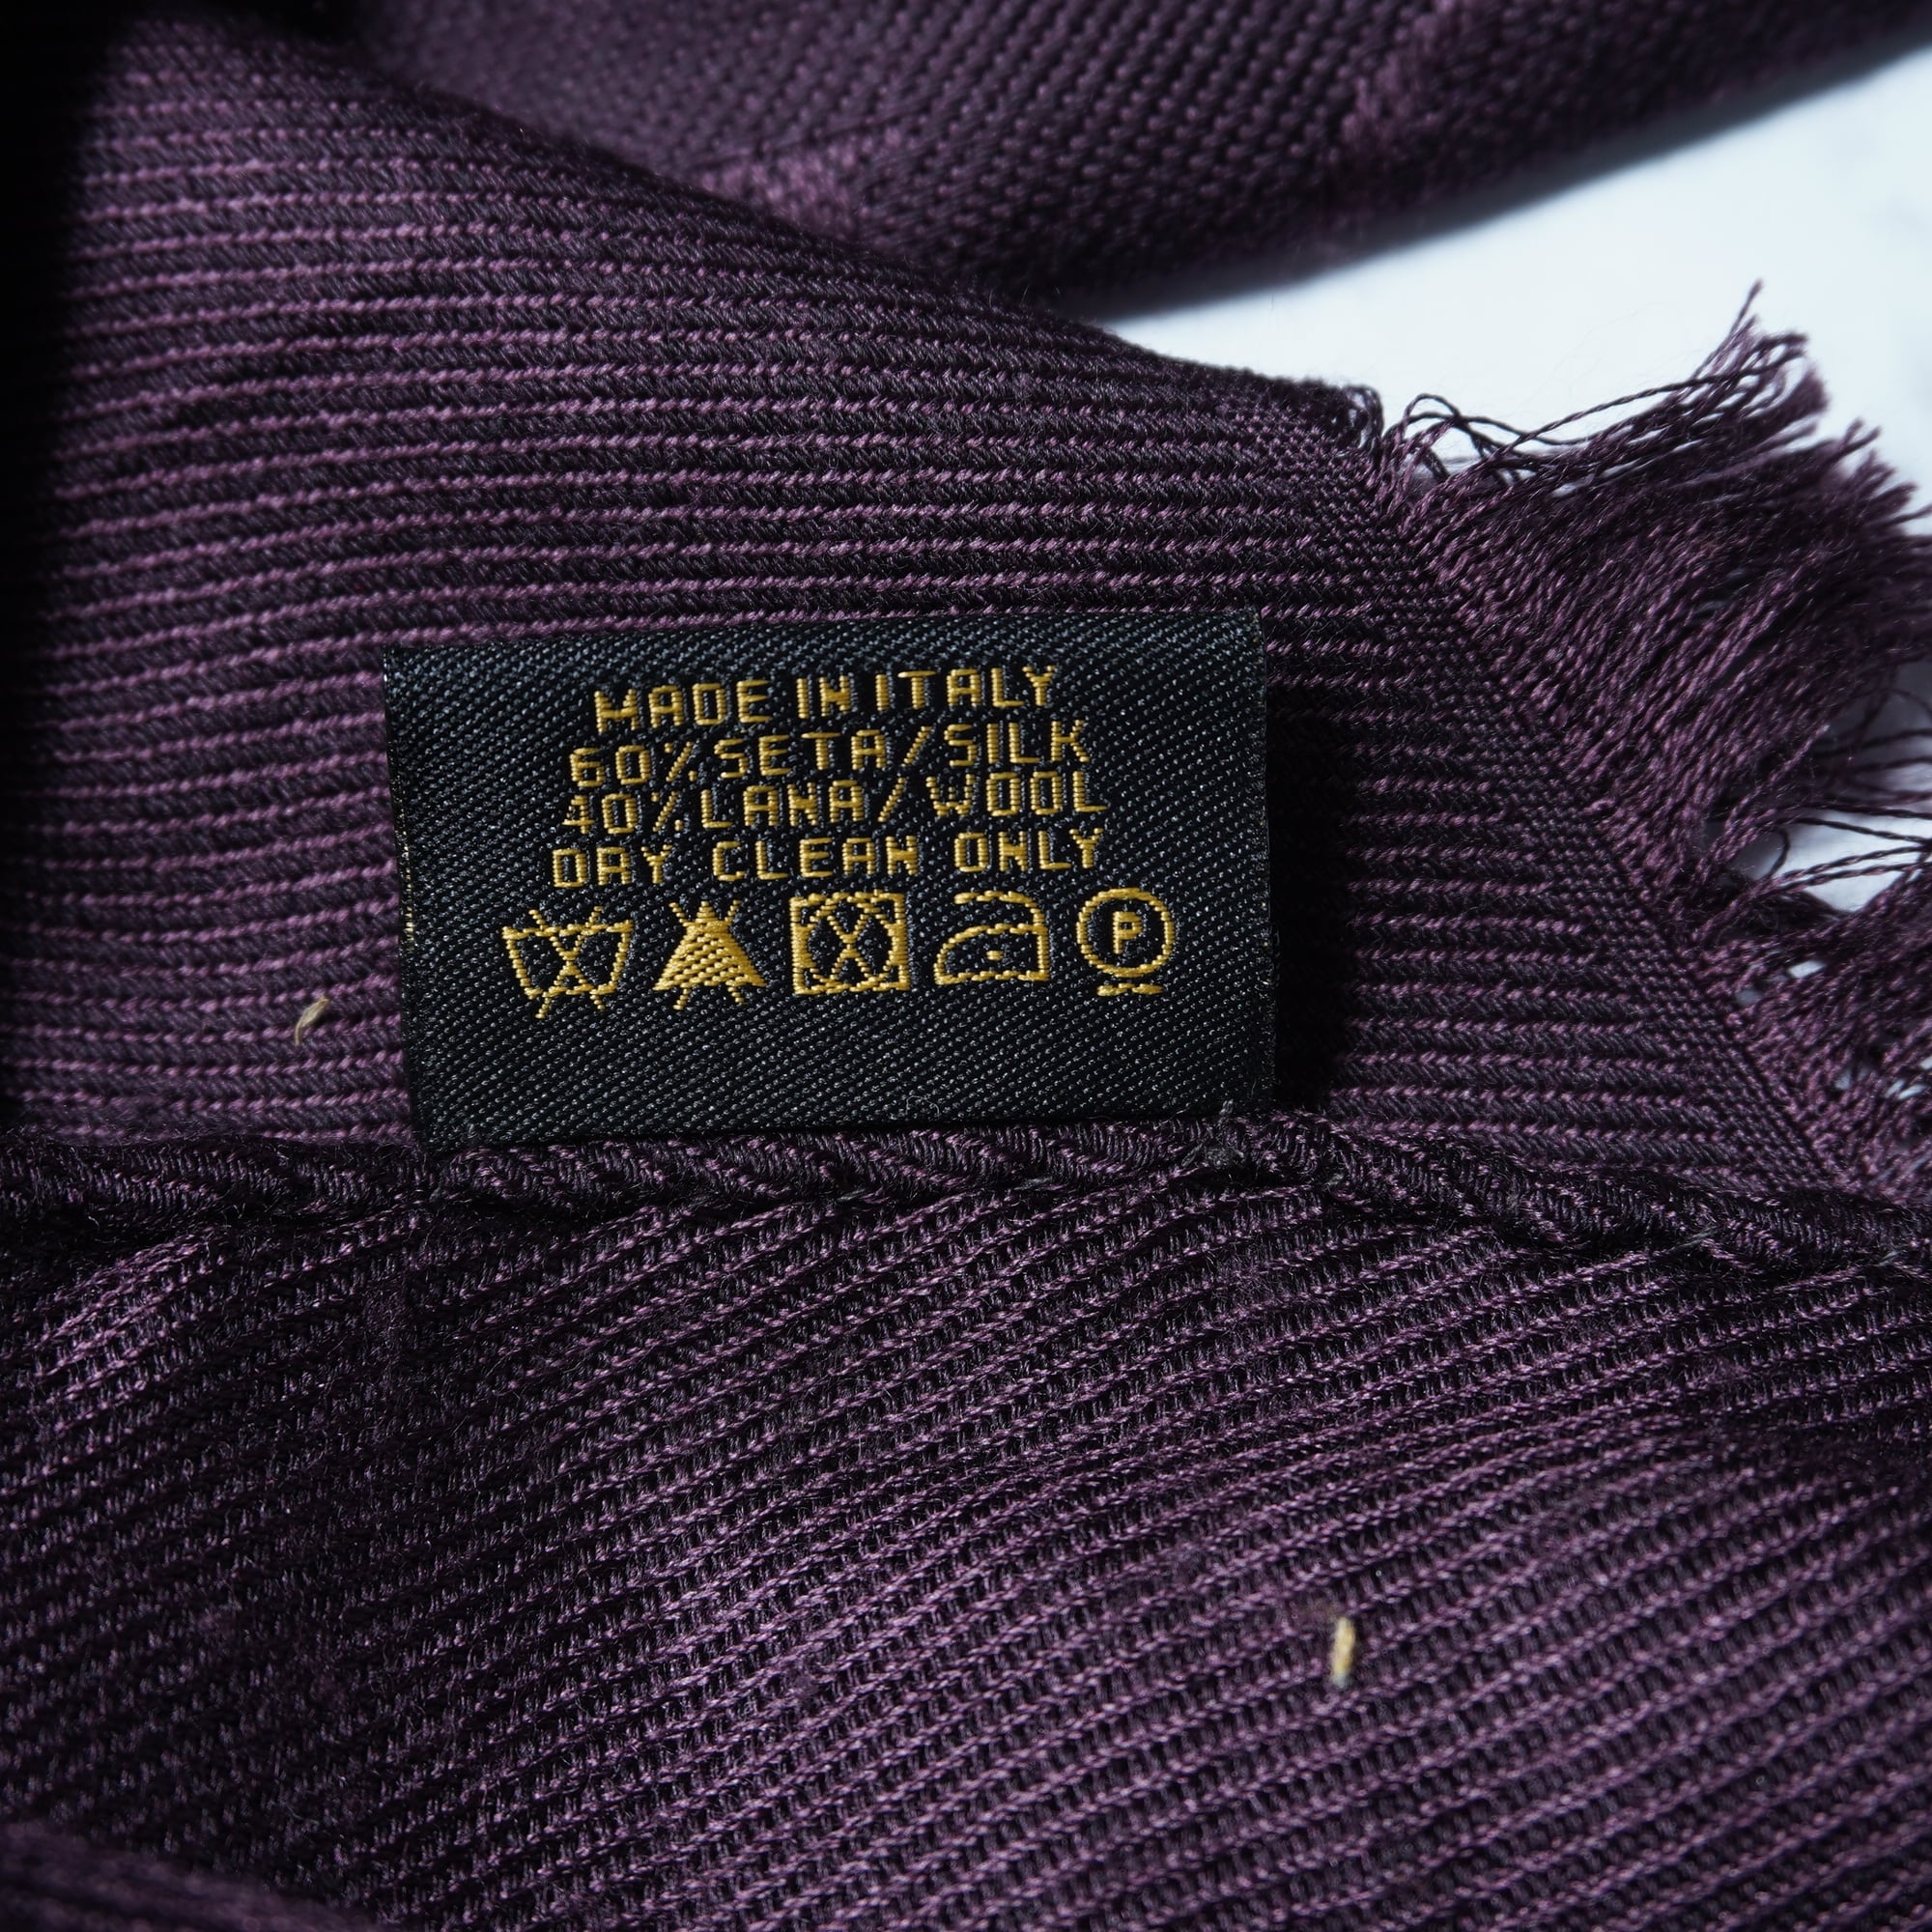 MADE IN ITALY
60% SETA/SILK
40% LANA/WOOL
DRY CLEAN ONLY
P